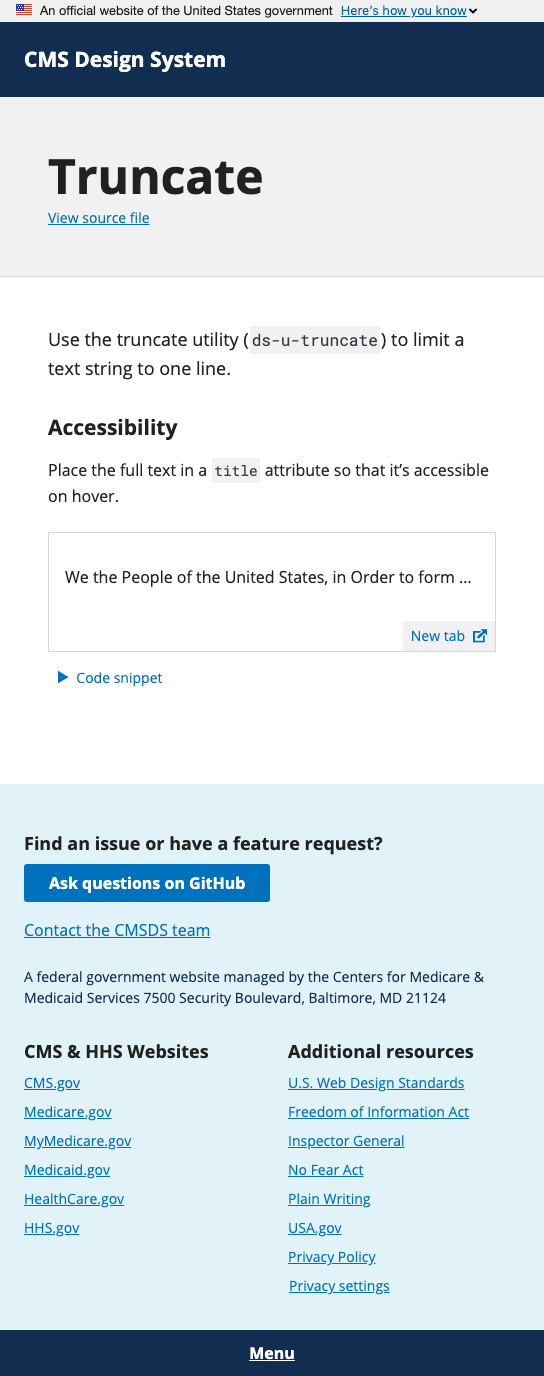 An official website of the United States government Here's how you know
CMS Design System
Truncate
View source file
Use the truncate utility (ds-u-truncate) to limit a
text string to one line.
Accessibility
Place the full text in a title attribute so that it’s accessible
on hover.
We the People of the United States, in Order to form ...
New tab
Code snippet
Find an issue or have a feature request?
Ask questions on GitHub
Contact the CMSDS team
A federal government website managed by the Centers for Medicare &
Medicaid Services 7500 Security Boulevard, Baltimore, MD 21124
CMS & HHS Websites
CMS.gov
Medicare.gov
MyMedicare.gov
Medicaid.gov
HealthCare.gov
HHS.gov
Additional resources
U.S. Web Design Standards
Freedom of Information Act
Inspector General
No Fear Act
Plain Writing
USA.gov
Privacy Policy
Privacy settings
Menu